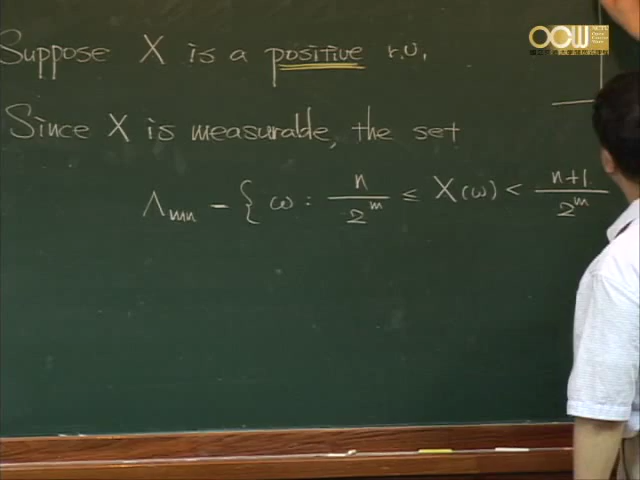 Suppose X is a positive r.v.
OCW
Since X is measurable, the set
Λmn = { ω : n/2^m ≤ X(ω) < (n+1)/2^m